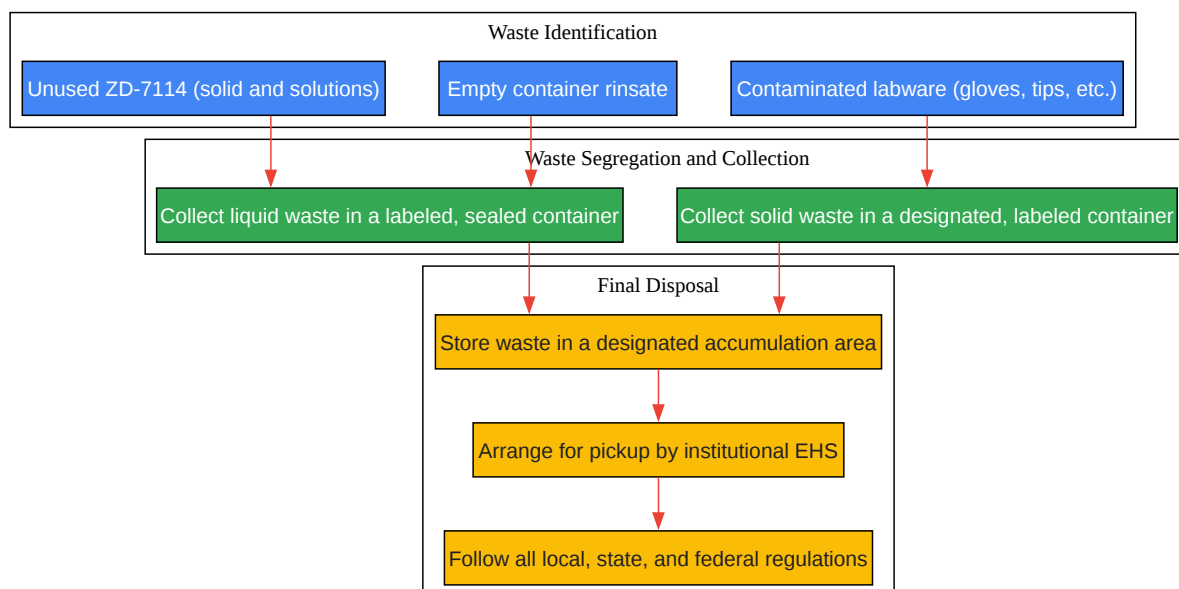 Waste Identification
Unused ZD-7114 (solid and solutions)
Empty container rinsate
Contaminated labware (gloves, tips, etc.)
Waste Segregation and Collection
Collect liquid waste in a labeled, sealed container
Collect solid waste in a designated, labeled container
Final Disposal
Store waste in a designated accumulation area
Arrange for pickup by institutional EHS
Follow all local, state, and federal regulations